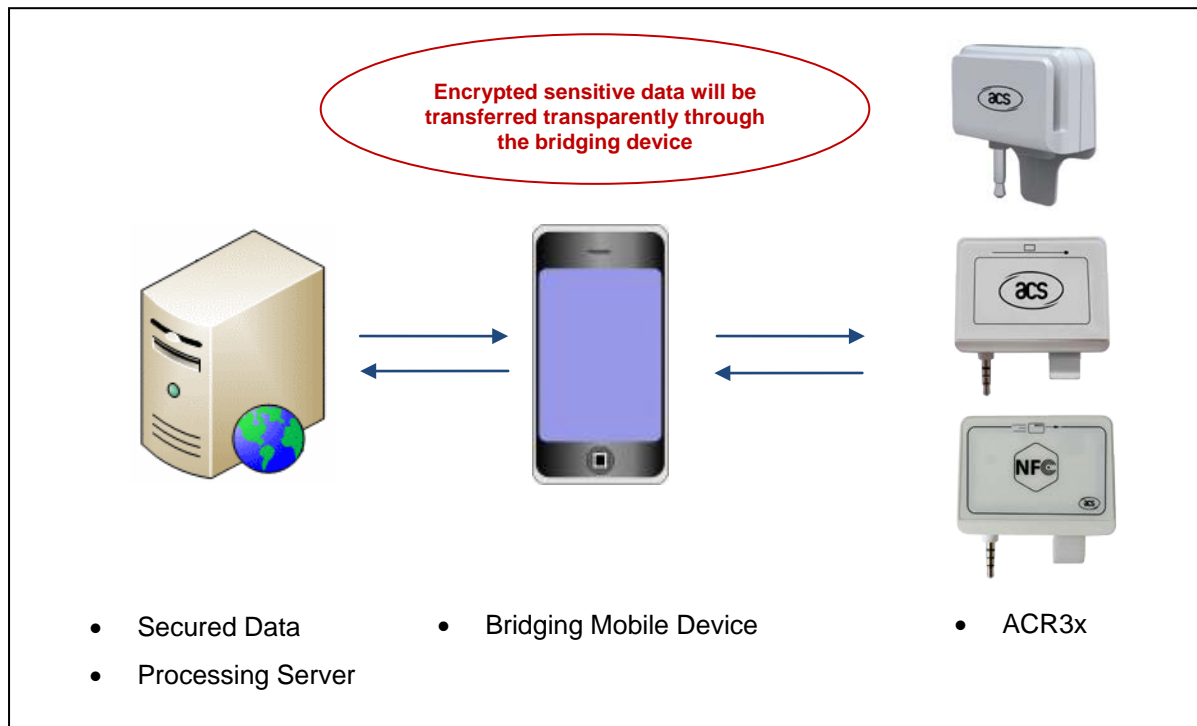 Encrypted sensitive data will be
transferred transparently through
the bridging device
acs
acs
NFC
acs
• Secured Data
• Processing Server
• Bridging Mobile Device
• ACR3x